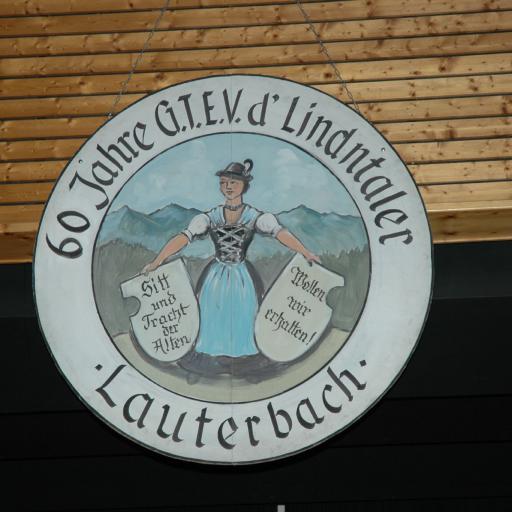 60 Jahre G.T.E.V. d' Lindntaler
Sitt
und
Tracht
der
Alten
Wollen
wir
erhalten!
· Lauterbach ·